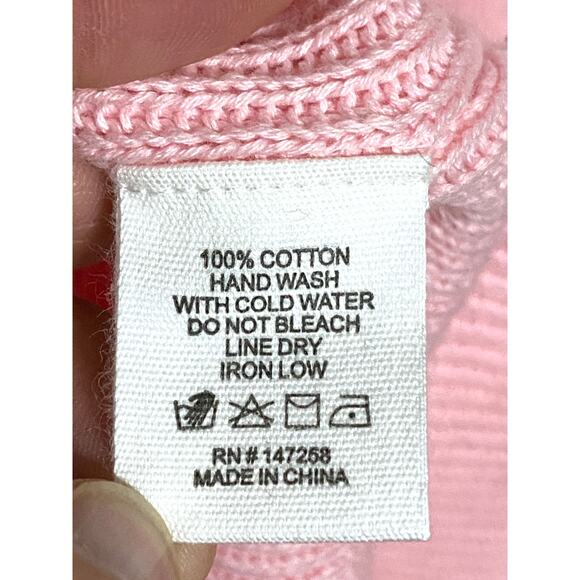 100% COTTON
HAND WASH
WITH COLD WATER
DO NOT BLEACH
LINE DRY
IRON LOW
RN # 147258
MADE IN CHINA